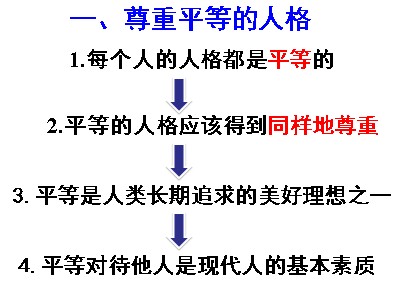 一、尊重平等的人格
1.每个人的人格都是平等的
2.平等的人格应该得到同样地尊重
3. 平等是人类长期追求的美好理想之一
4. 平等对待他人是现代人的基本素质